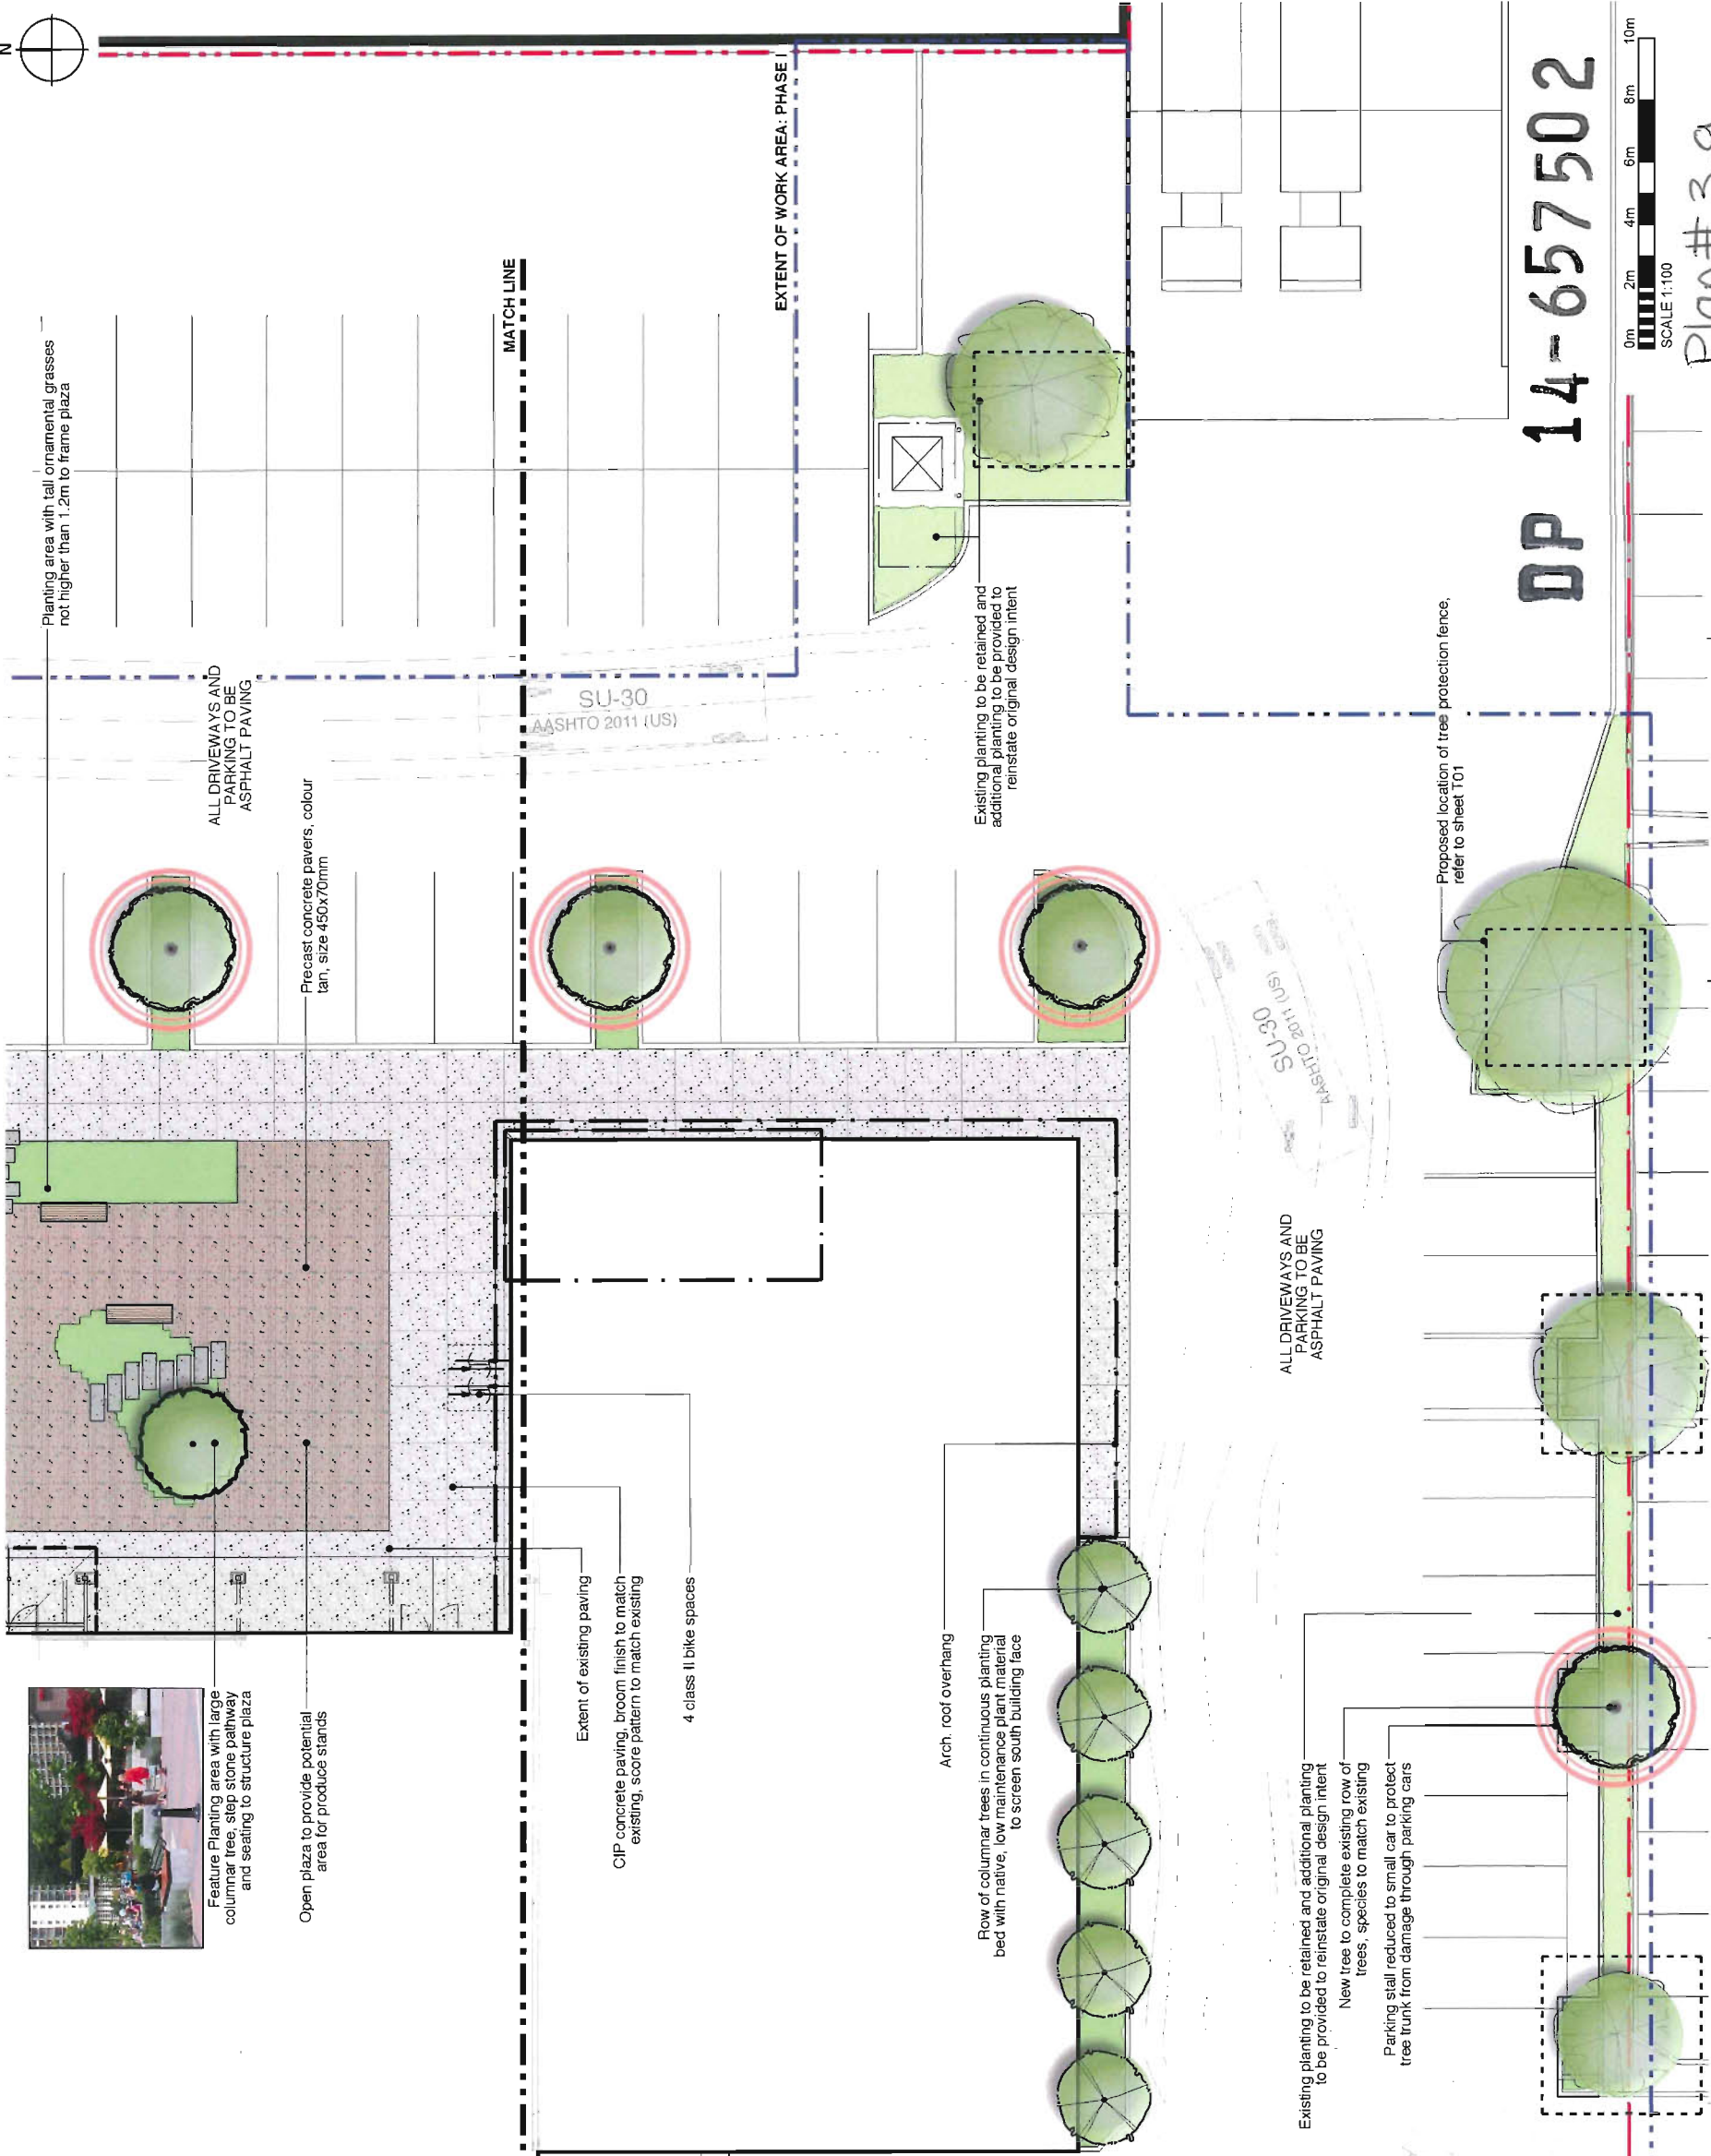 N
Planting area with tall ornamental grasses
not higher than 1.2m to frame plaza
ALL DRIVEWAYS AND
PARKING TO BE
ASPHALT PAVING
Precast concrete pavers, colour
tan, size 450x70mm
MATCH LINE
EXTENT OF WORK AREA: PHASE I
SU-30
AASHTO 2011 (US)
Feature Planting area with large
columnar tree, step stone pathway
and seating to structure plaza
Open plaza to provide potential
area for produce stands
Extent of existing paving
CIP concrete paving, broom finish to match
existing, score pattern to match existing
4 class II bike spaces
Existing planting to be retained and
additional planting to be provided to
reinstate original design intent
Arch. roof overhang
Row of columnar trees in continuous planting
bed with native, low maintenance plant material
to screen south building face
SU-30
AASHTO 2011 (US)
ALL DRIVEWAYS AND
PARKING TO BE
ASPHALT PAVING
Proposed location of tree protection fence,
refer to sheet T01
Existing planting to be retained and additional planting
to be provided to reinstate original design intent
New tree to complete existing row of
trees, species to match existing
Parking stall reduced to small car to protect
tree trunk from damage through parking cars
DP 14-657502
0m 2m 4m 6m 8m 10m
SCALE 1:100
Plan # 3.a